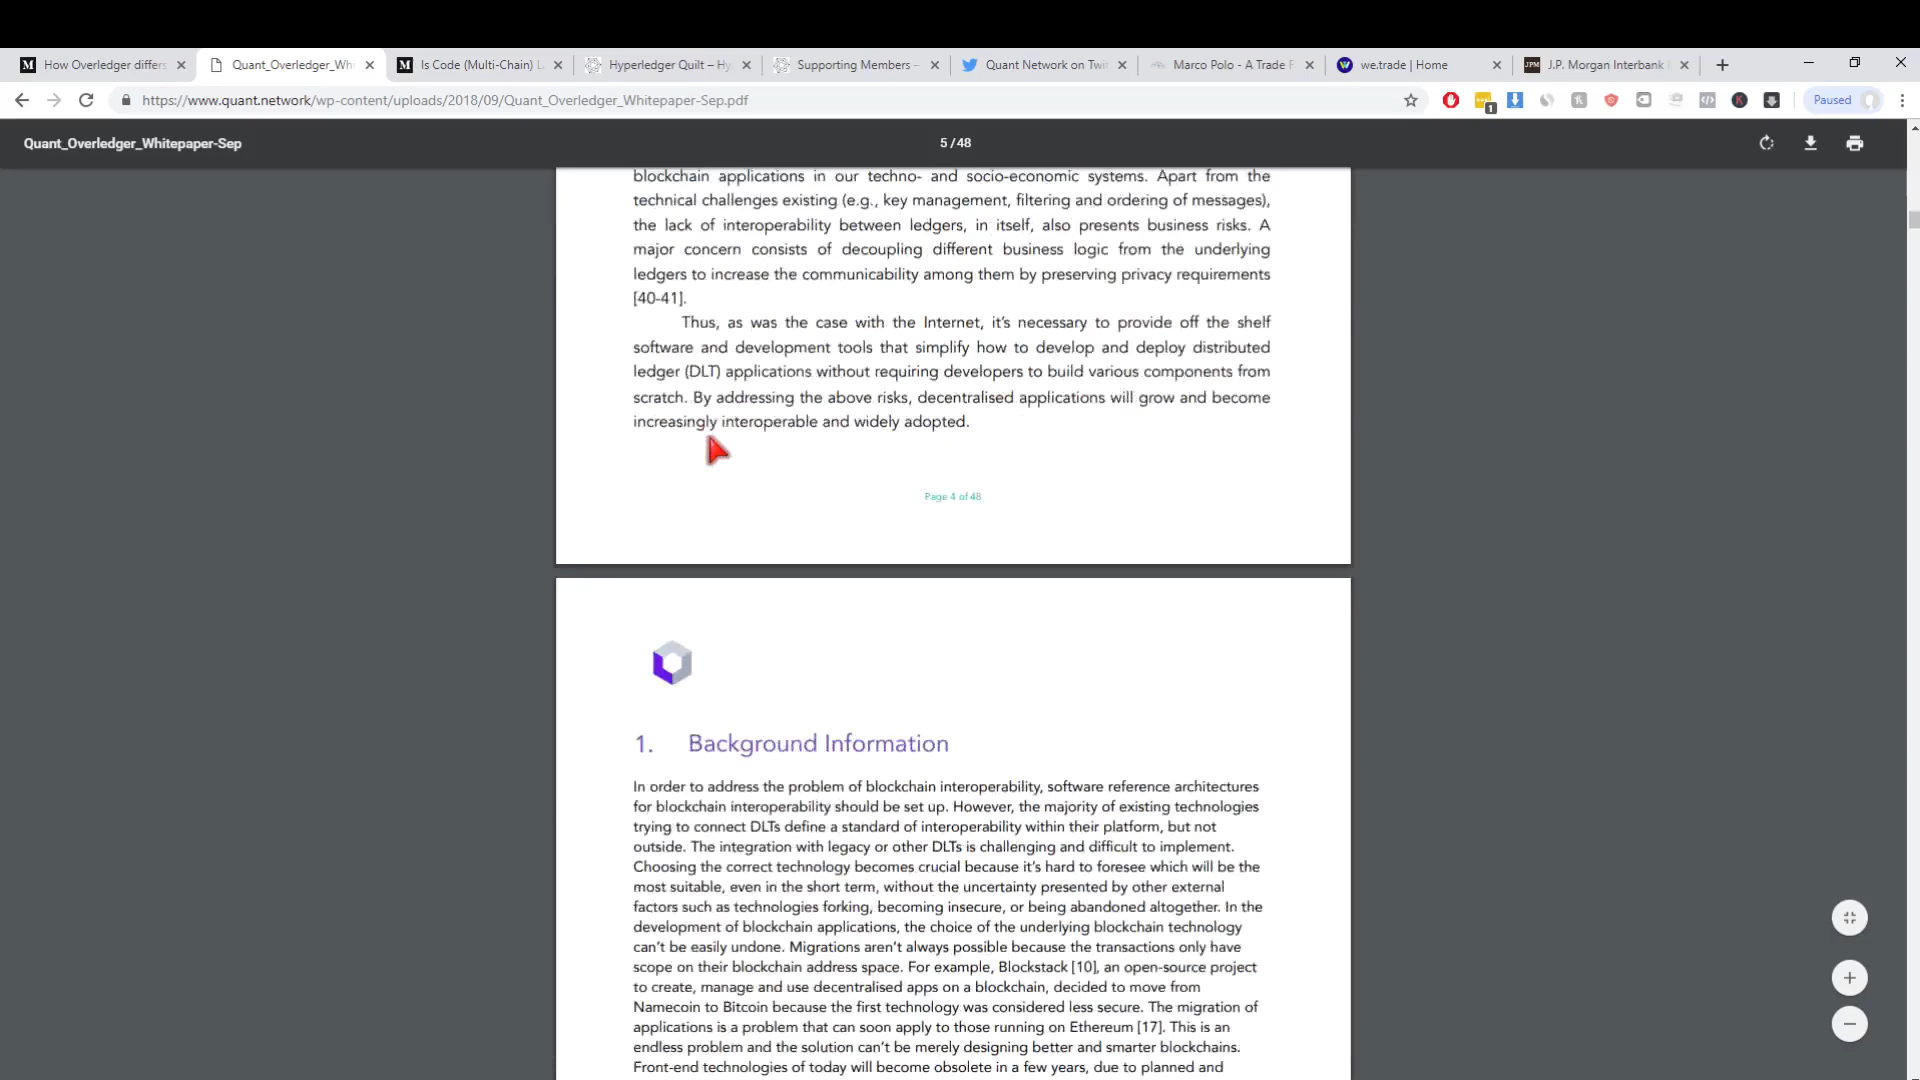 How Overledger differs
Quant_Overledger_Whi
Is Code (Multi-Chain) L
Hyperledger Quilt – Hy
Supporting Members –
Quant Network on Twit
Marco Polo - A Trade F
we.trade | Home
J.P. Morgan Interbank
https://www.quant.network/wp-content/uploads/2018/09/Quant_Overledger_Whitepaper-Sep.pdf
1
Paused
Quant_Overledger_Whitepaper-Sep
5 / 48
blockchain applications in our techno- and socio-economic systems. Apart from the
technical challenges existing (e.g., key management, filtering and ordering of messages),
the lack of interoperability between ledgers, in itself, also presents business risks. A
major concern consists of decoupling different business logic from the underlying
ledgers to increase the communicability among them by preserving privacy requirements
[40-41].
Thus, as was the case with the Internet, it's necessary to provide off the shelf
software and development tools that simplify how to develop and deploy distributed
ledger (DLT) applications without requiring developers to build various components from
scratch. By addressing the above risks, decentralised applications will grow and become
increasingly interoperable and widely adopted.
Page 4 of 48
1. Background Information
In order to address the problem of blockchain interoperability, software reference architectures
for blockchain interoperability should be set up. However, the majority of existing technologies
trying to connect DLTs define a standard of interoperability within their platform, but not
outside. The integration with legacy or other DLTs is challenging and difficult to implement.
Choosing the correct technology becomes crucial because it's hard to foresee which will be the
most suitable, even in the short term, without the uncertainty presented by other external
factors such as technologies forking, becoming insecure, or being abandoned altogether. In the
development of blockchain applications, the choice of the underlying blockchain technology
can't be easily undone. Migrations aren't always possible because the transactions only have
scope on their blockchain address space. For example, Blockstack [10], an open-source project
to create, manage and use decentralised apps on a blockchain, decided to move from
Namecoin to Bitcoin because the first technology was considered less secure. The migration of
applications is a problem that can soon apply to those running on Ethereum [17]. This is an
endless problem and the solution can't be merely designing better and smarter blockchains.
Front-end technologies of today will become obsolete in a few years, due to planned and